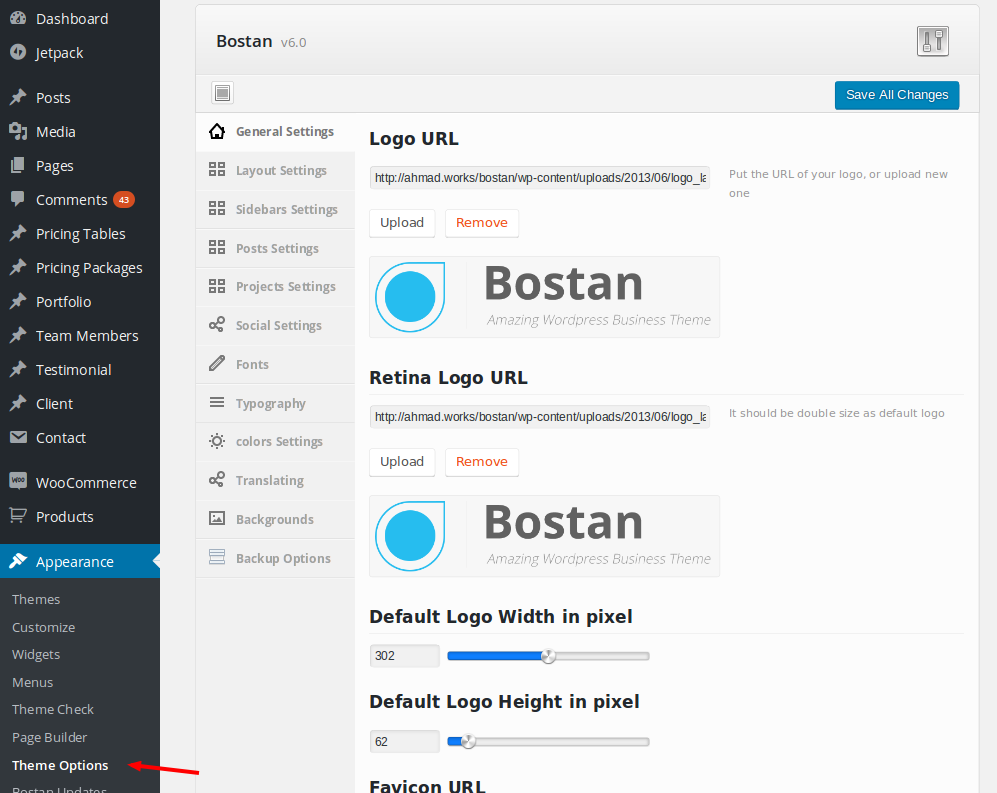 Dashboard
Jetpack
Posts
Media
Pages
Comments 43
Pricing Tables
Pricing Packages
Portfolio
Team Members
Testimonial
Client
Contact
WOO WooCommerce
Products
Appearance
Themes
Customize
Widgets
Menus
Theme Check
Page Builder
Theme Options
Bostan Updates
Bostan v6.0
Save All Changes
General Settings
Layout Settings
Sidebars Settings
Posts Settings
Projects Settings
Social Settings
Fonts
Typography
colors Settings
Translating
Backgrounds
Backup Options
Logo URL
http://ahmad.works/bostan/wp-content/uploads/2013/06/logo_la
Put the URL of your logo, or upload new
one
Upload Remove
Bostan
Amazing Wordpress Business Theme
Retina Logo URL
http://ahmad.works/bostan/wp-content/uploads/2013/06/logo_la
It should be double size as default logo
Upload Remove
Bostan
Amazing Wordpress Business Theme
Default Logo Width in pixel
302
Default Logo Height in pixel
62
Favicon URL